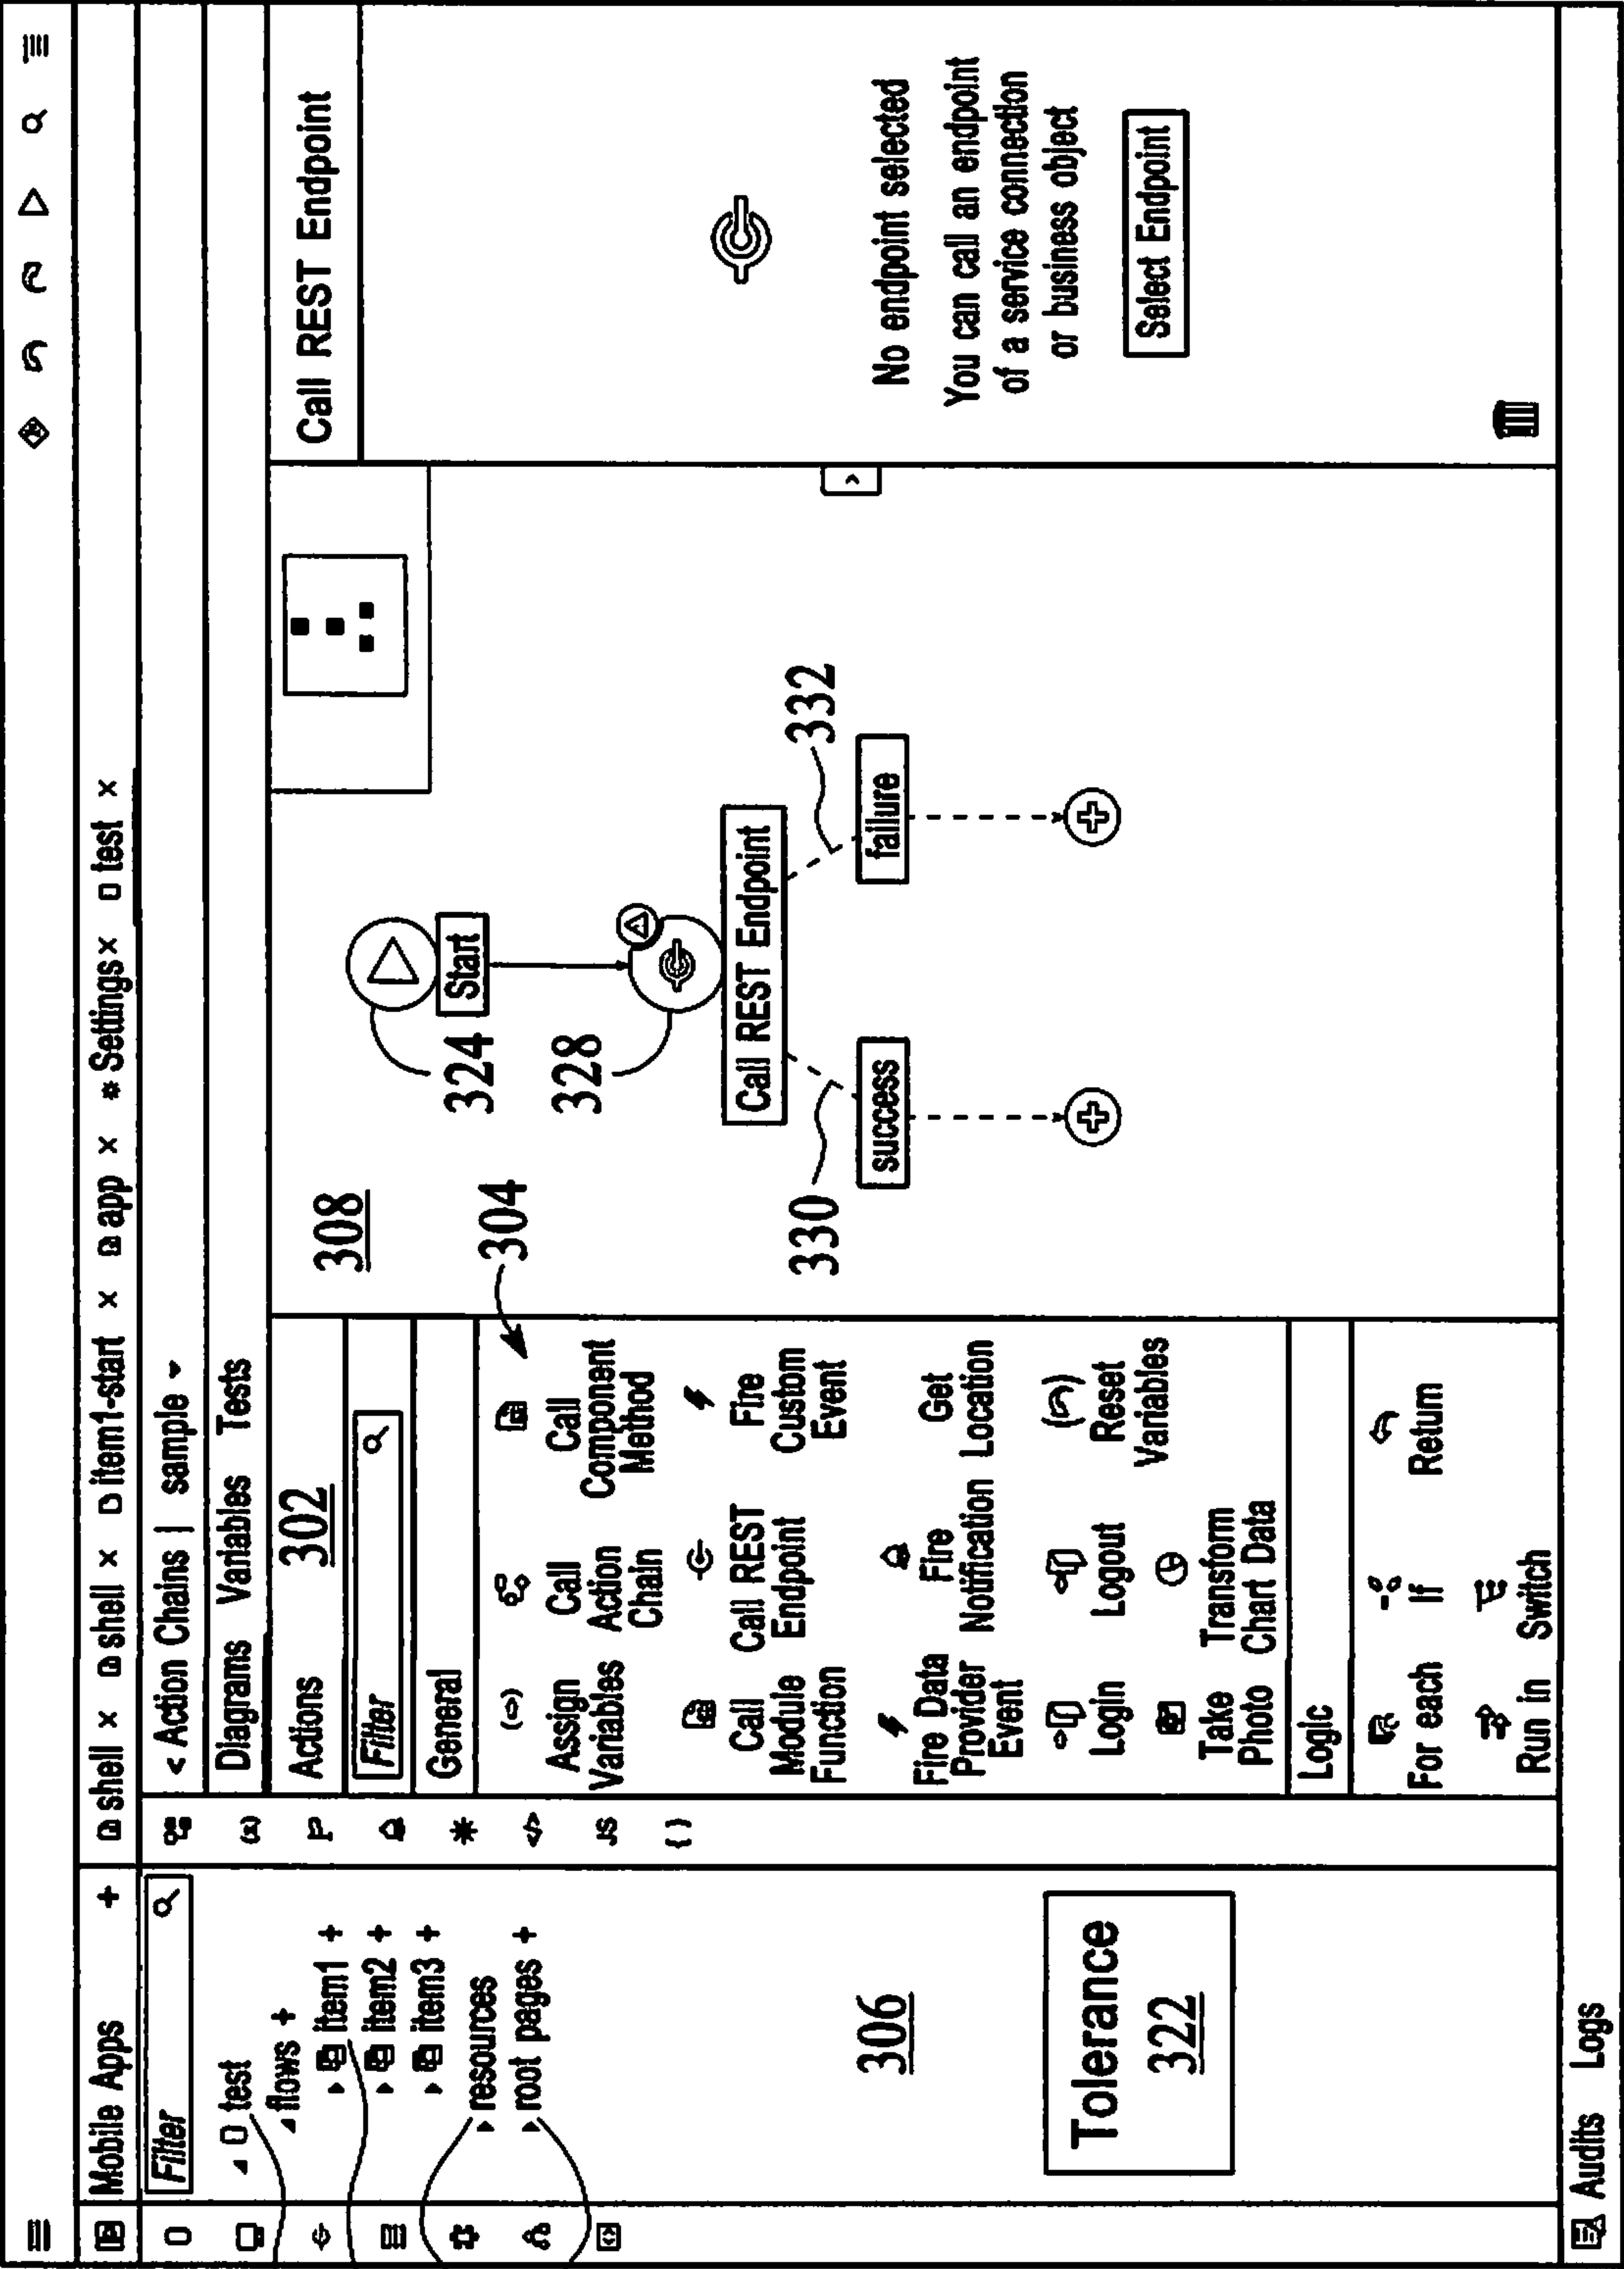 Mobile Apps +
shell × shell × item1-start × app × Settings × test ×
Filter
test
flows +
item1 +
item2 +
item3 +
resources
root pages +
306
Tolerance
322
(x)
JS
{ }
< Action Chains | sample
Diagrams Variables Tests
Actions 302
Filter
General
304
Assign
Variables
Call
Action
Chain
Call
Component
Method
Call
Module
Function
Call REST
Endpoint
Fire
Custom
Event
Fire Data
Provider
Event
Fire
Notification
Get
Location
Login
Logout
Reset
Variables
Take
Photo
Transform
Chart Data
Logic
For each
If
Return
Run in
Switch
308
324
Start
328
Call REST Endpoint
330
332
success
failure
Call REST Endpoint
No endpoint selected
You can call an endpoint
of a service connection
or business object
Select Endpoint
Audits Logs